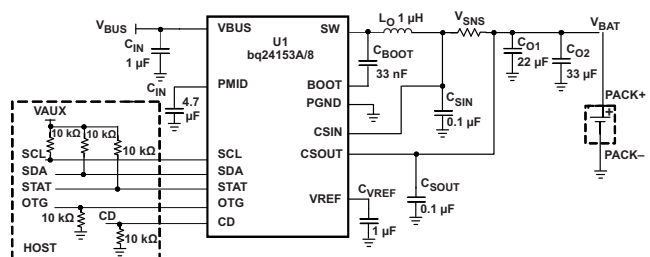 VBUS
CIN
1 µF
CIN
4.7
µF
VBUS
PMID
SCL
SDA
STAT
OTG
CD
U1
bq24153A/8
SW
BOOT
PGND
CSIN
CSOUT
VREF
LO 1 µH
CBOOT
33 nF
VSNS
CSIN
0.1 µF
CSOUT
0.1 µF
CVREF
1 µF
CO1
22 µF
CO2
33 µF
VBAT
PACK+
+
PACK–
VAUX
10 kΩ
10 kΩ
10 kΩ
SCL
SDA
STAT
OTG
10 kΩ
CD
10 kΩ
HOST